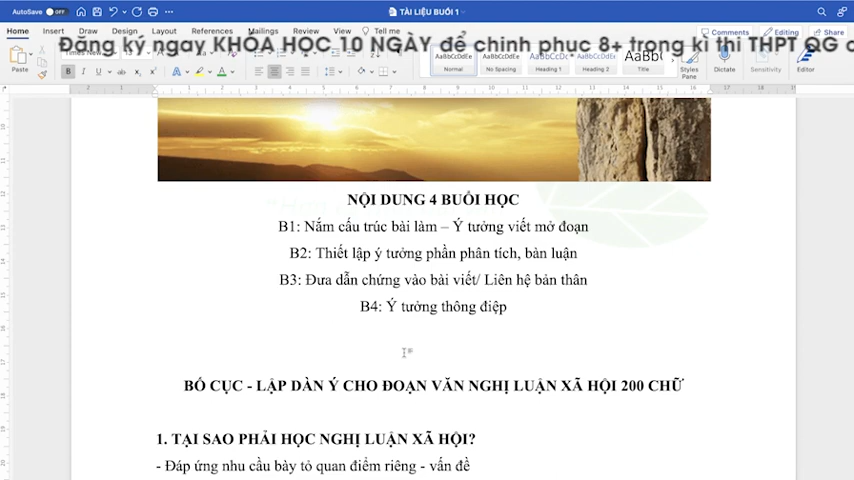 AutoSave OFF
TÀI LIỆU BUỔI 1
Home Insert Draw Design Layout References Mailings Review View Tell me
Comments Editing Share
Đăng ký ngay KHÓA HỌC 10 NGÀY để chinh phục 8+ trong kì thi THPT QG
Paste
Normal No Spacing Heading 1 Heading 2 Title
Styles Pane Dictate Editor
NỘI DUNG 4 BUỔI HỌC
B1: Nắm cấu trúc bài làm – Ý tưởng viết mở đoạn
B2: Thiết lập ý tưởng phần phân tích, bàn luận
B3: Đưa dẫn chứng vào bài viết/ Liên hệ bản thân
B4: Ý tưởng thông điệp
BỐ CỤC - LẬP DÀN Ý CHO ĐOẠN VĂN NGHỊ LUẬN XÃ HỘI 200 CHỮ
1. TẠI SAO PHẢI HỌC NGHỊ LUẬN XÃ HỘI?
- Đáp ứng nhu cầu bày tỏ quan điểm riêng - vấn đề